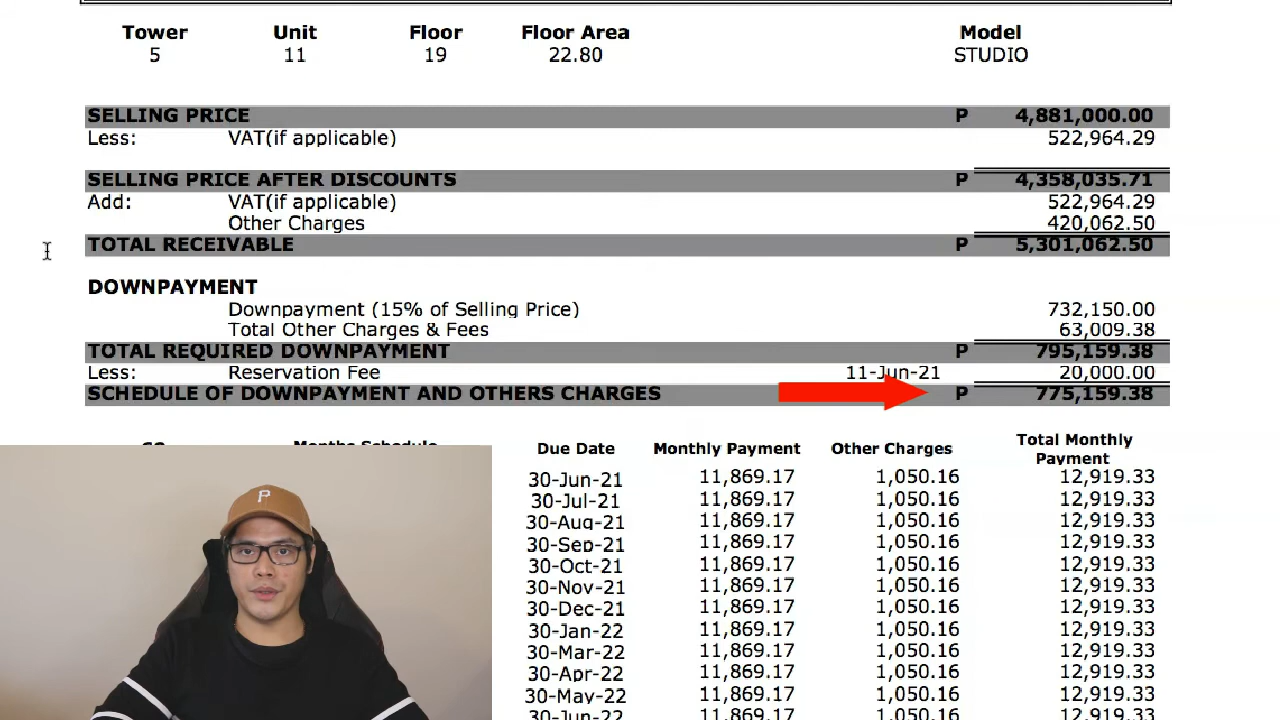 Tower Unit Floor Floor Area Model
5 11 19 22.80 STUDIO
SELLING PRICE P 4,881,000.00
Less: VAT(if applicable) 522,964.29
SELLING PRICE AFTER DISCOUNTS P 4,358,035.71
Add: VAT(if applicable) 522,964.29
Other Charges 420,062.50
TOTAL RECEIVABLE P 5,301,062.50
DOWNPAYMENT
Downpayment (15% of Selling Price) 732,150.00
Total Other Charges & Fees 63,009.38
TOTAL REQUIRED DOWNPAYMENT P 795,159.38
Less: Reservation Fee 11-Jun-21 20,000.00
SCHEDULE OF DOWNPAYMENT AND OTHERS CHARGES P 775,159.38
Months Schedule Due Date Monthly Payment Other Charges Total Monthly
Payment
30-Jun-21 11,869.17 1,050.16 12,919.33
30-Jul-21 11,869.17 1,050.16 12,919.33
30-Aug-21 11,869.17 1,050.16 12,919.33
30-Sep-21 11,869.17 1,050.16 12,919.33
30-Oct-21 11,869.17 1,050.16 12,919.33
30-Nov-21 11,869.17 1,050.16 12,919.33
30-Dec-21 11,869.17 1,050.16 12,919.33
30-Jan-22 11,869.17 1,050.16 12,919.33
30-Mar-22 11,869.17 1,050.16 12,919.33
30-Apr-22 11,869.17 1,050.16 12,919.33
30-May-22 11,869.17 1,050.16 12,919.33
30-Jun-22 11,869.17 1,050.16 12,919.33
P